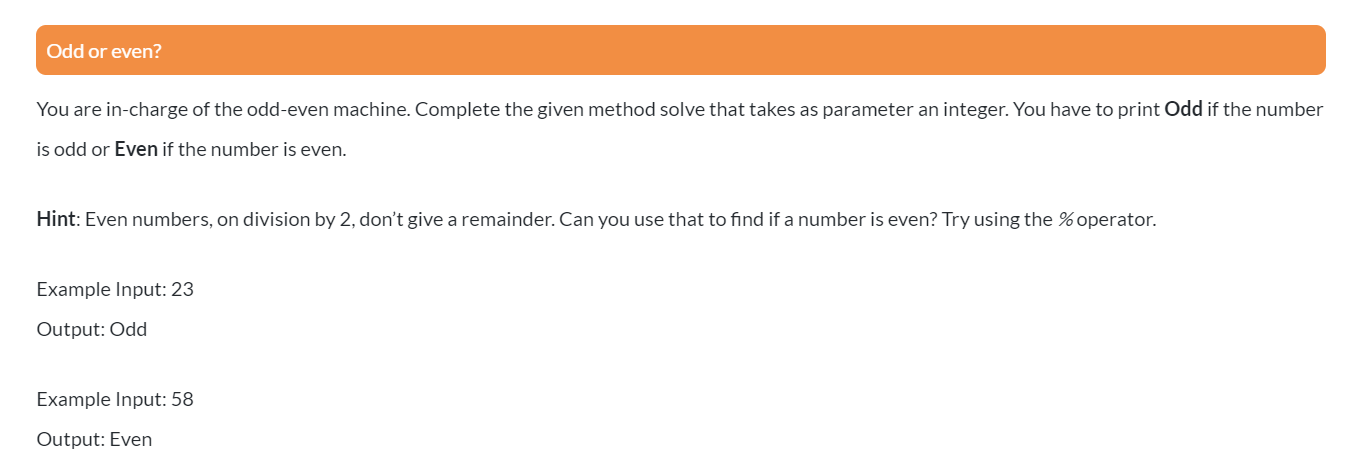 Odd or even?
You are in-charge of the odd-even machine. Complete the given method solve that takes as parameter an integer. You have to print Odd if the number
is odd or Even if the number is even.
Hint: Even numbers, on division by 2, don’t give a remainder. Can you use that to find if a number is even? Try using the % operator.
Example Input: 23
Output: Odd
Example Input: 58
Output: Even